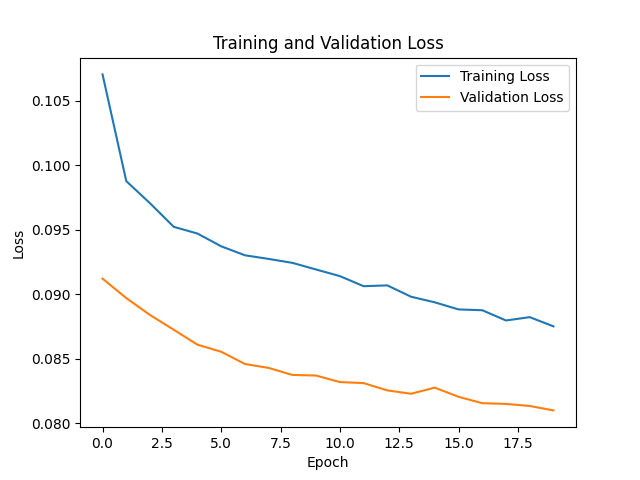 Training and Validation Loss
Training Loss
Validation Loss
0.105
0.100
0.095
0.090
0.085
0.080
Loss
0.0 2.5 5.0 7.5 10.0 12.5 15.0 17.5
Epoch